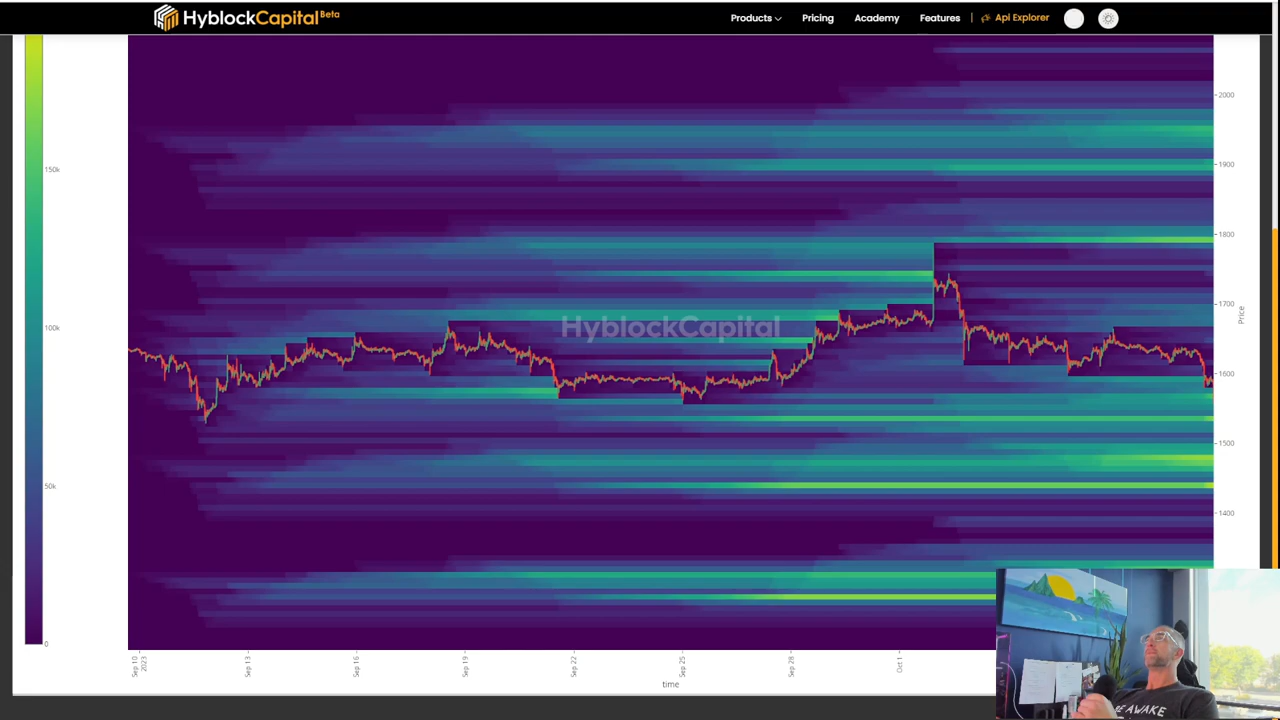 HyblockCapital Beta
Products Pricing Academy Features Api Explorer
2000
1900
150k
1800
1700
HyblockCapital
100k
Price
1600
1500
50k
1400
0
Sep 10
2023
Sep 13
Sep 16
Sep 19
Sep 22
Sep 25
Sep 28
Oct 1
time
BE AWAKE